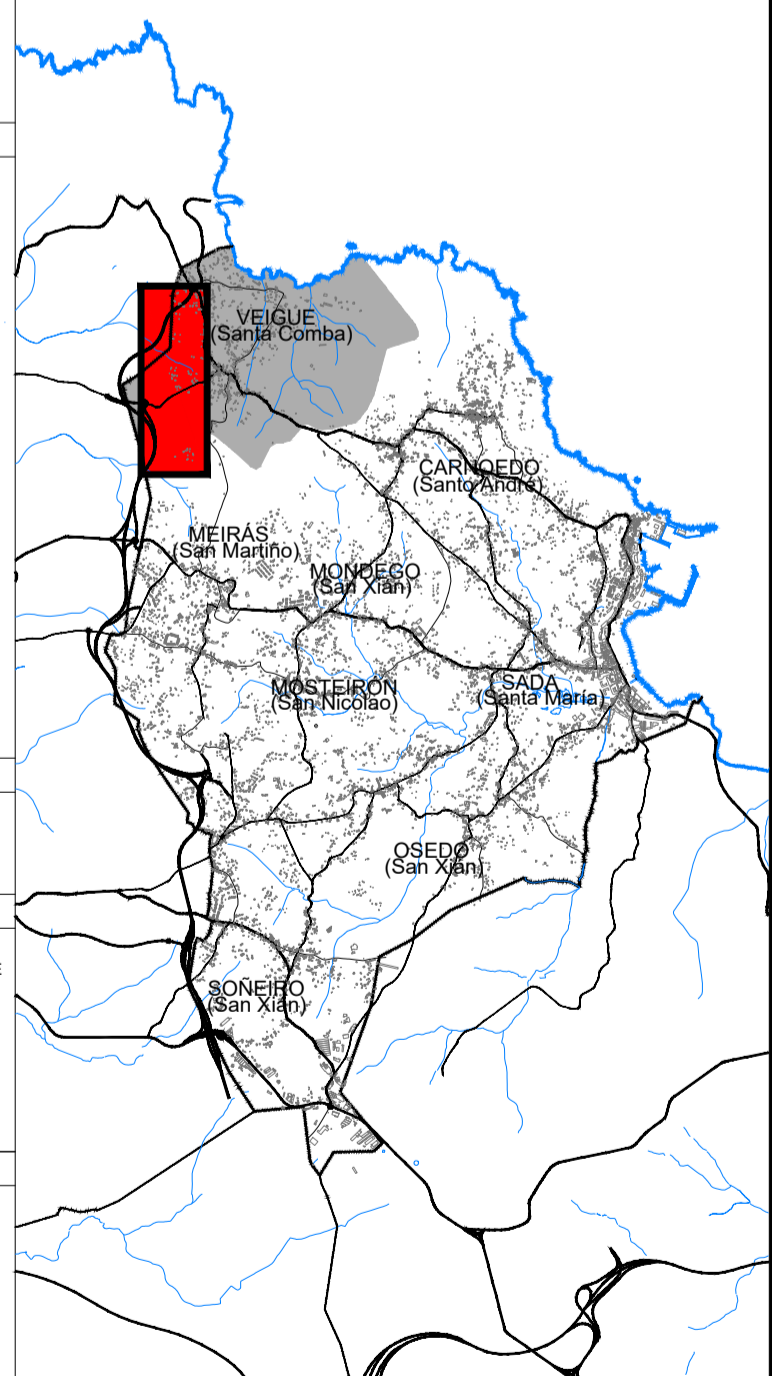 VEIGUE
(Santa Comba)
CARNOEDO
(Santo André)
MEIRÁS
(San Martiño)
MONDEGO
(San Xián)
MOSTEIRÓN
(San Nicolao)
SADA
(Santa María)
OSEDO
(San Xián)
SOÑEIRO
(San Xián)